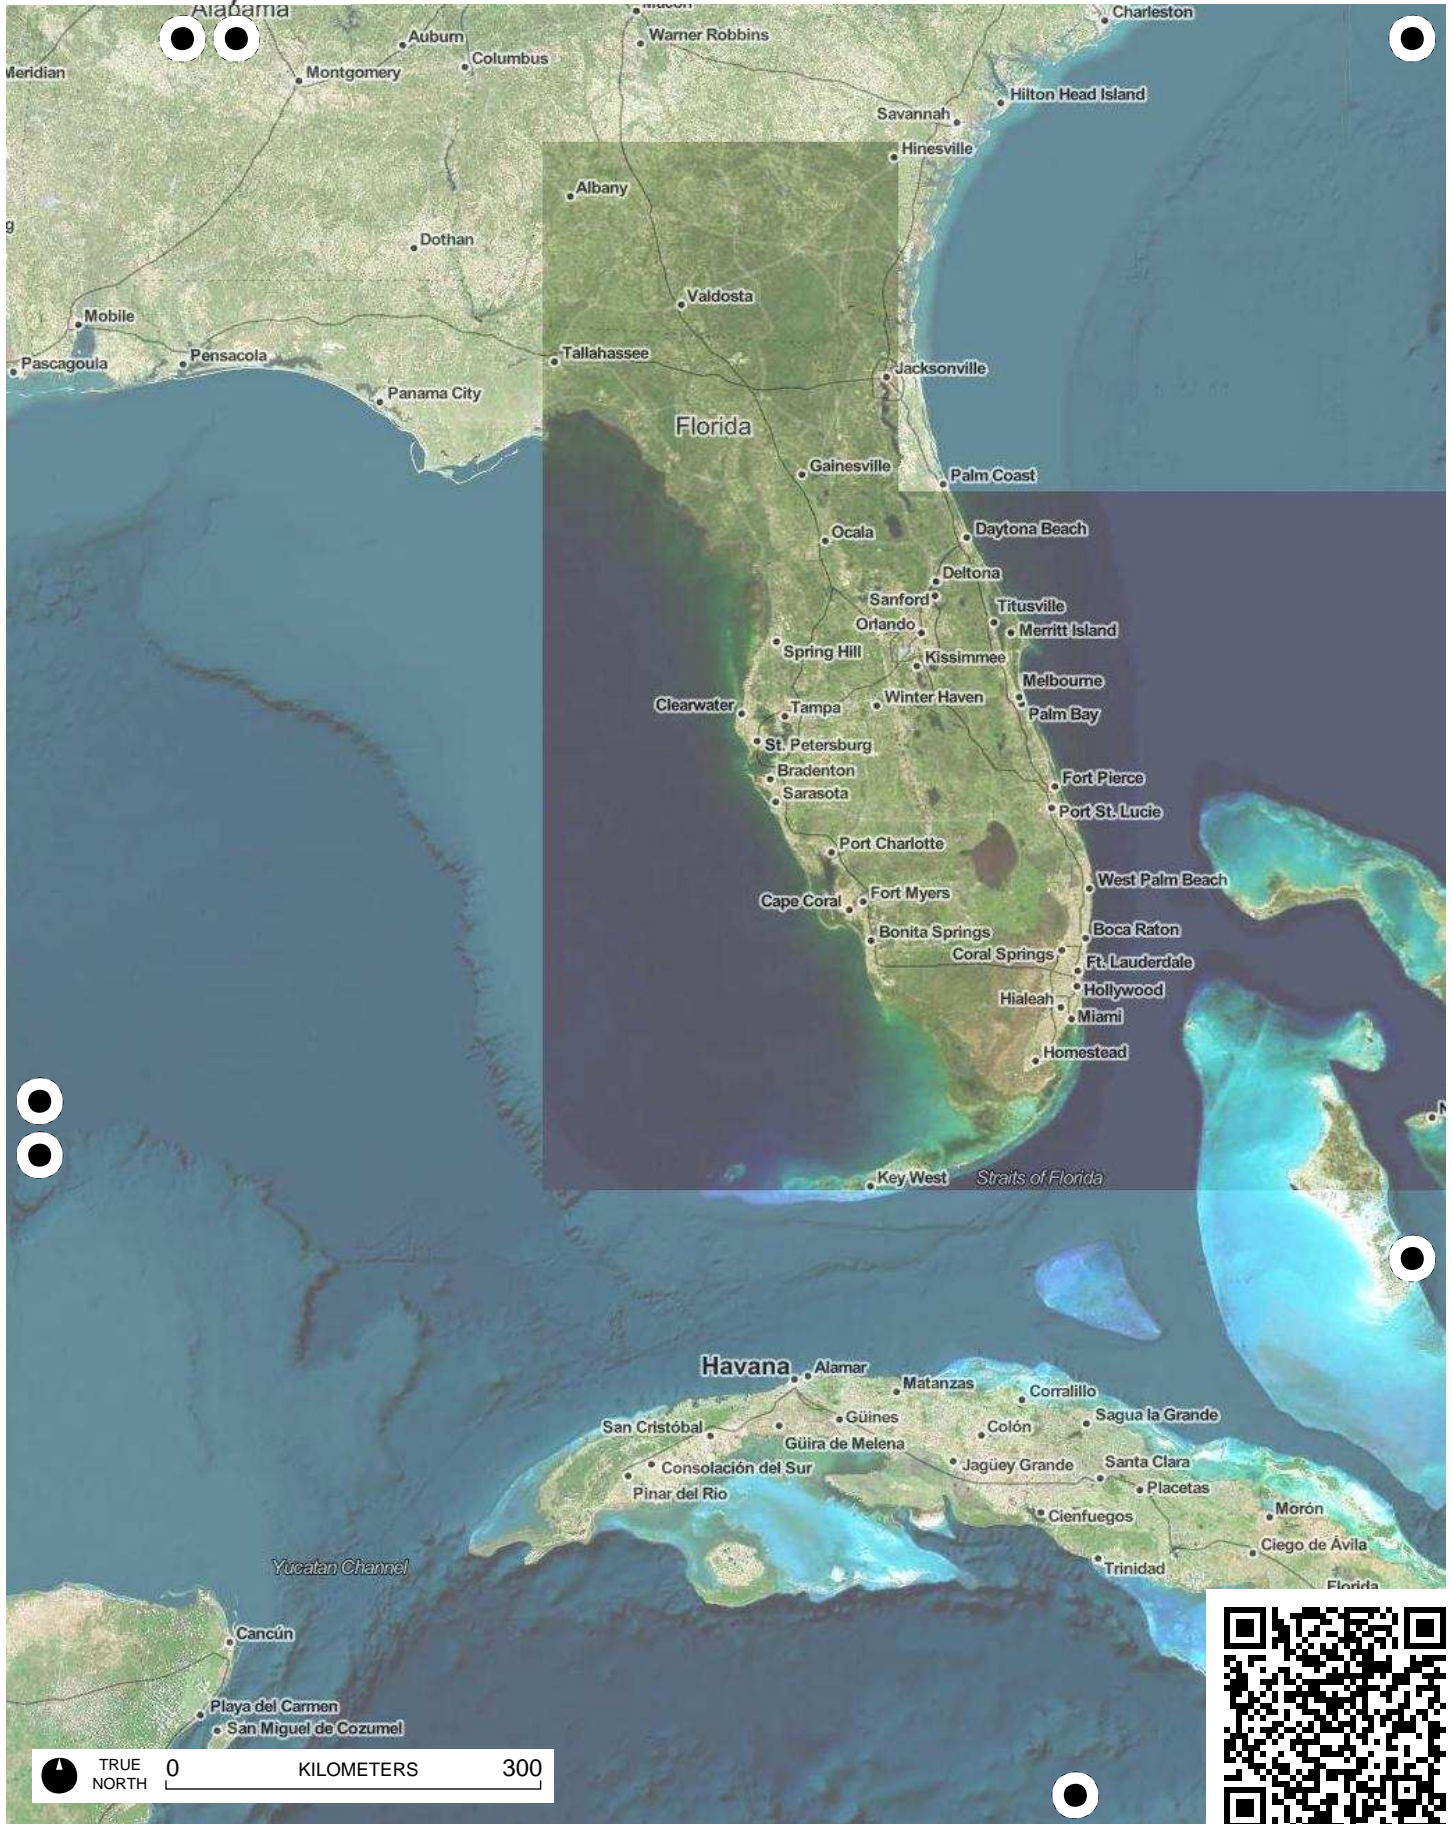 Alabama
Macon
Charleston
Auburn
Warner Robbins
Columbus
Meridian
Montgomery
Hilton Head Island
Savannah
Hinesville
Albany
Dothan
Valdosta
Mobile
Pensacola
Tallahassee
Pascagoula
Jacksonville
Panama City
Florida
Gainesville
Palm Coast
Ocala
Daytona Beach
Deltona
Sanford
Titusville
Orlando
Merritt Island
Spring Hill
Kissimmee
Melbourne
Clearwater
Tampa
Winter Haven
Palm Bay
St. Petersburg
Bradenton
Fort Pierce
Sarasota
Port St. Lucie
Port Charlotte
West Palm Beach
Cape Coral
Fort Myers
Bonita Springs
Boca Raton
Coral Springs
Ft. Lauderdale
Hollywood
Hialeah
Miami
Homestead
Key West
Straits of Florida
Havana
Alamar
Matanzas
Corralillo
San Cristóbal
Güines
Sagua la Grande
Colón
Güira de Melena
Consolación del Sur
Jagüey Grande
Santa Clara
Pinar del Rio
Placetas
Cienfuegos
Morón
Ciego de Ávila
Yucatan Channel
Trinidad
Florida
Cancún
Playa del Carmen
San Miguel de Cozumel
TRUE NORTH
0 KILOMETERS 300